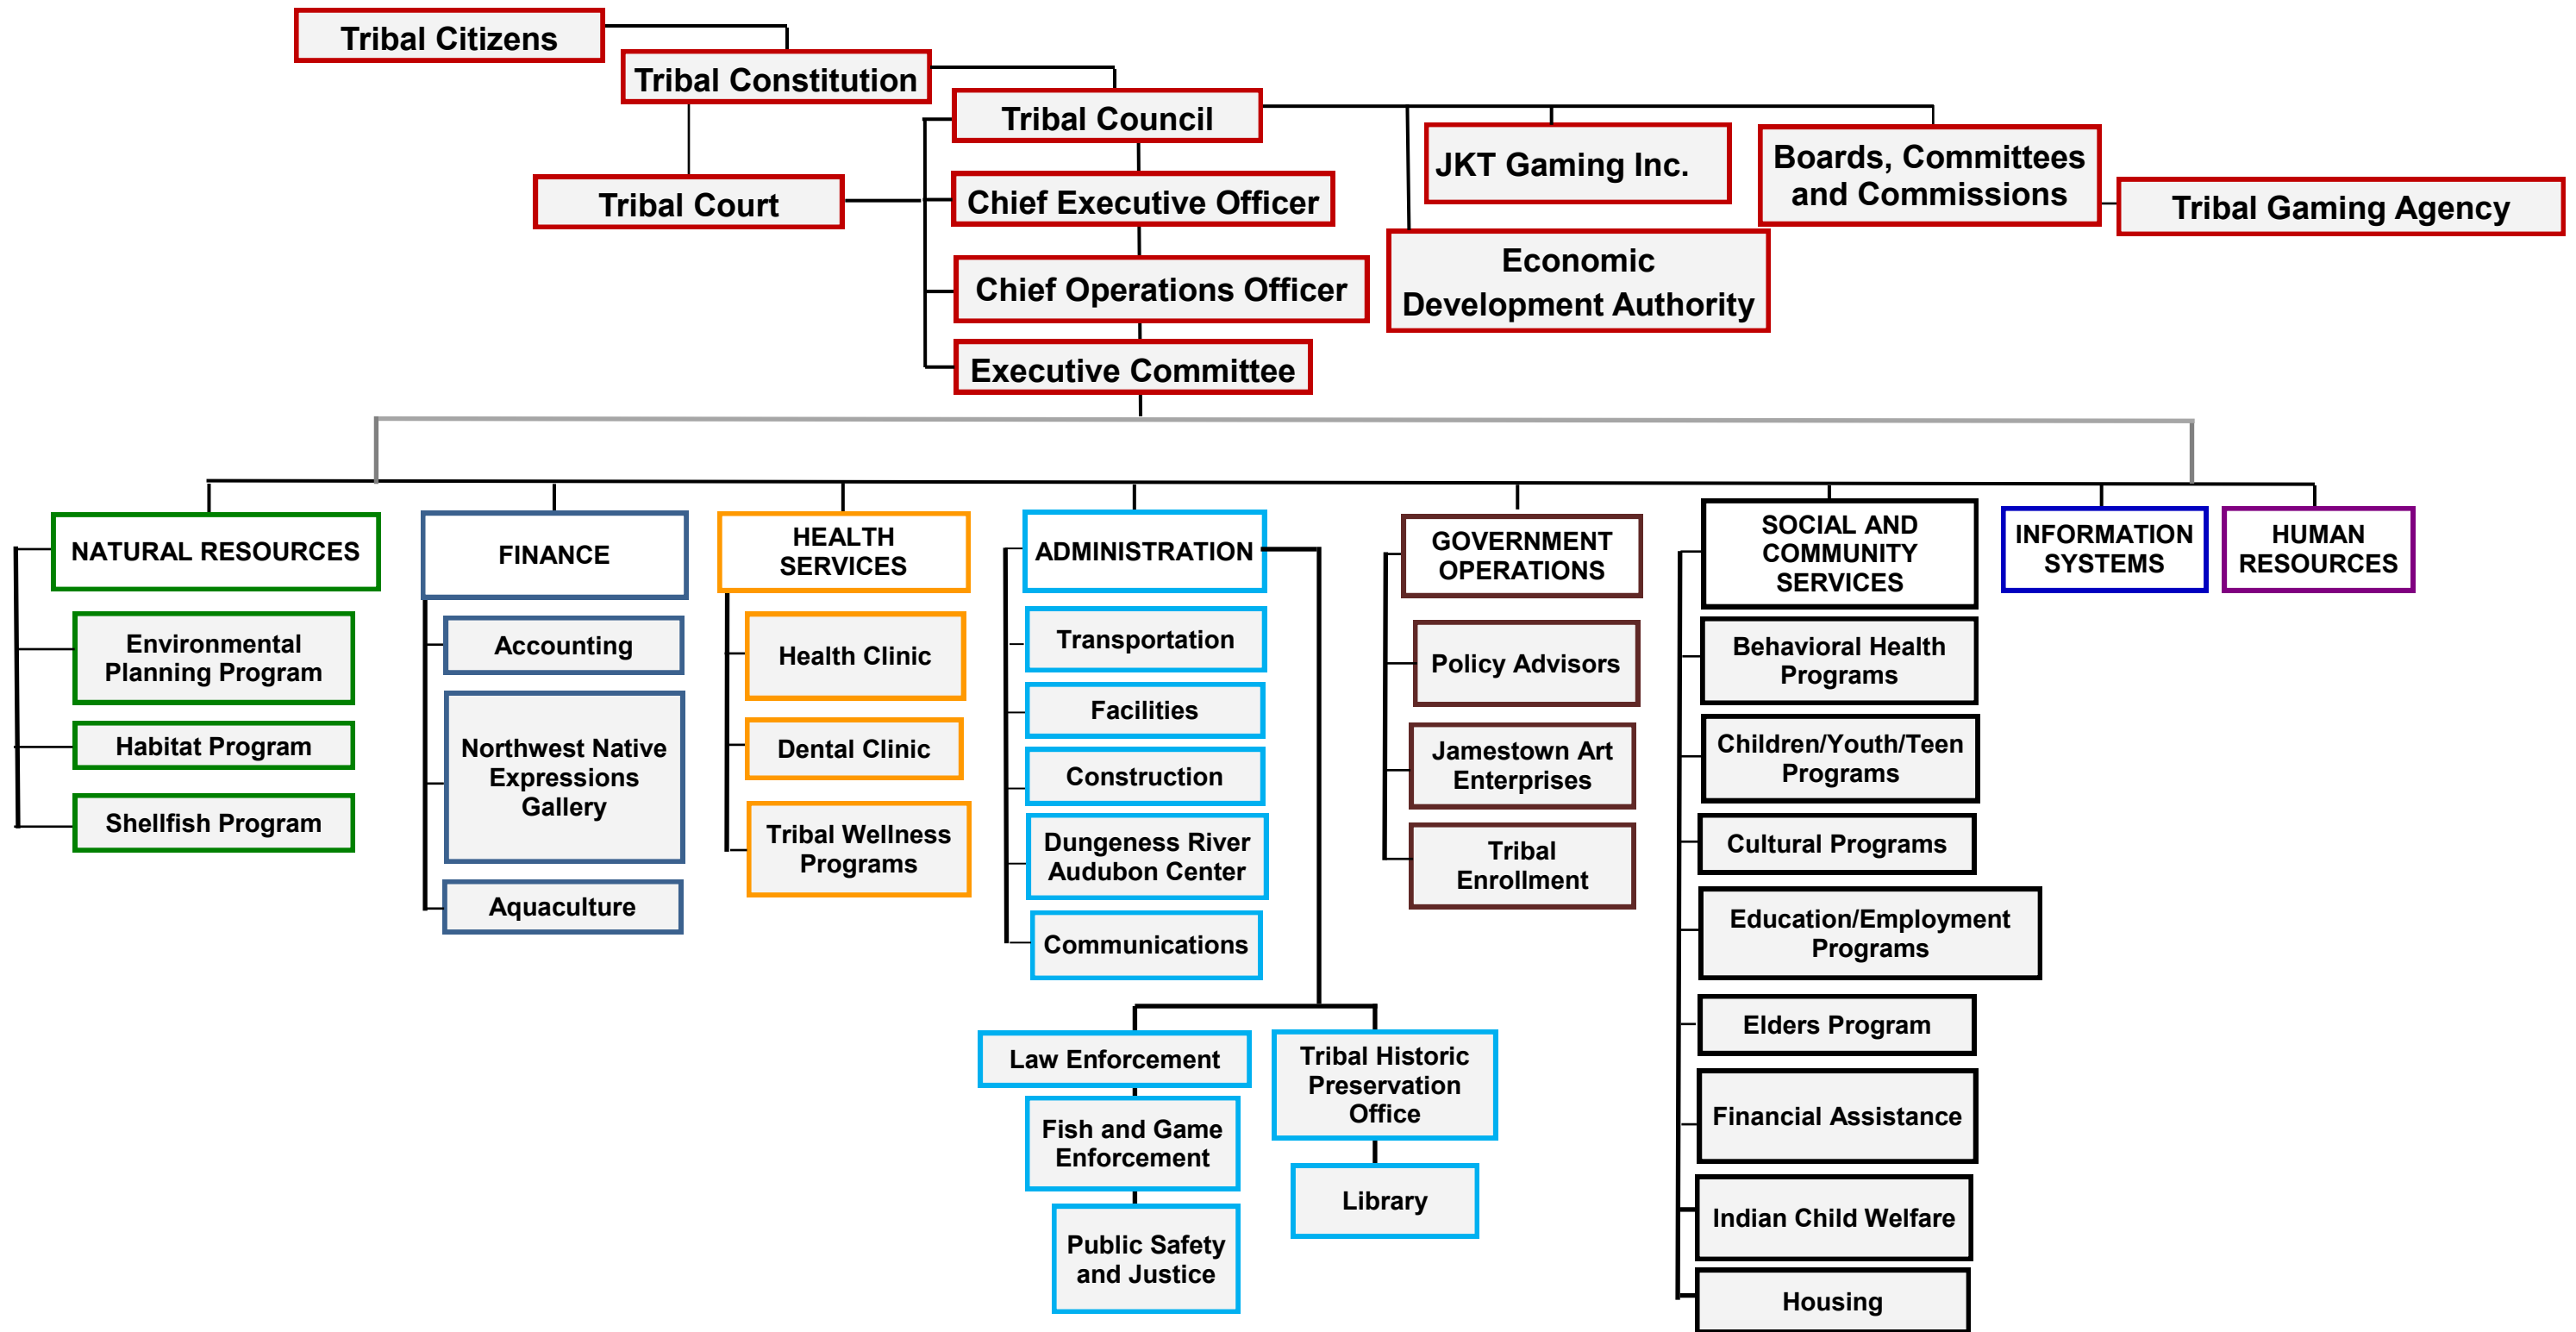 Tribal Citizens
Tribal Constitution
Tribal Council
JKT Gaming Inc.
Boards, Committees
and Commissions
Tribal Court
Chief Executive Officer
Tribal Gaming Agency
Economic
Development Authority
Chief Operations Officer
Executive Committee
NATURAL RESOURCES
Environmental
Planning Program
Habitat Program
Shellfish Program
FINANCE
Accounting
Northwest Native
Expressions
Gallery
Aquaculture
HEALTH
SERVICES
Health Clinic
Dental Clinic
Tribal Wellness
Programs
ADMINISTRATION
Transportation
Facilities
Construction
Dungeness River
Audubon Center
Communications
Law Enforcement
Fish and Game
Enforcement
Public Safety
and Justice
Tribal Historic
Preservation
Office
Library
GOVERNMENT
OPERATIONS
Policy Advisors
Jamestown Art
Enterprises
Tribal
Enrollment
SOCIAL AND
COMMUNITY
SERVICES
Behavioral Health
Programs
Children/Youth/Teen
Programs
Cultural Programs
Education/Employment
Programs
Elders Program
Financial Assistance
Indian Child Welfare
Housing
INFORMATION
SYSTEMS
HUMAN
RESOURCES